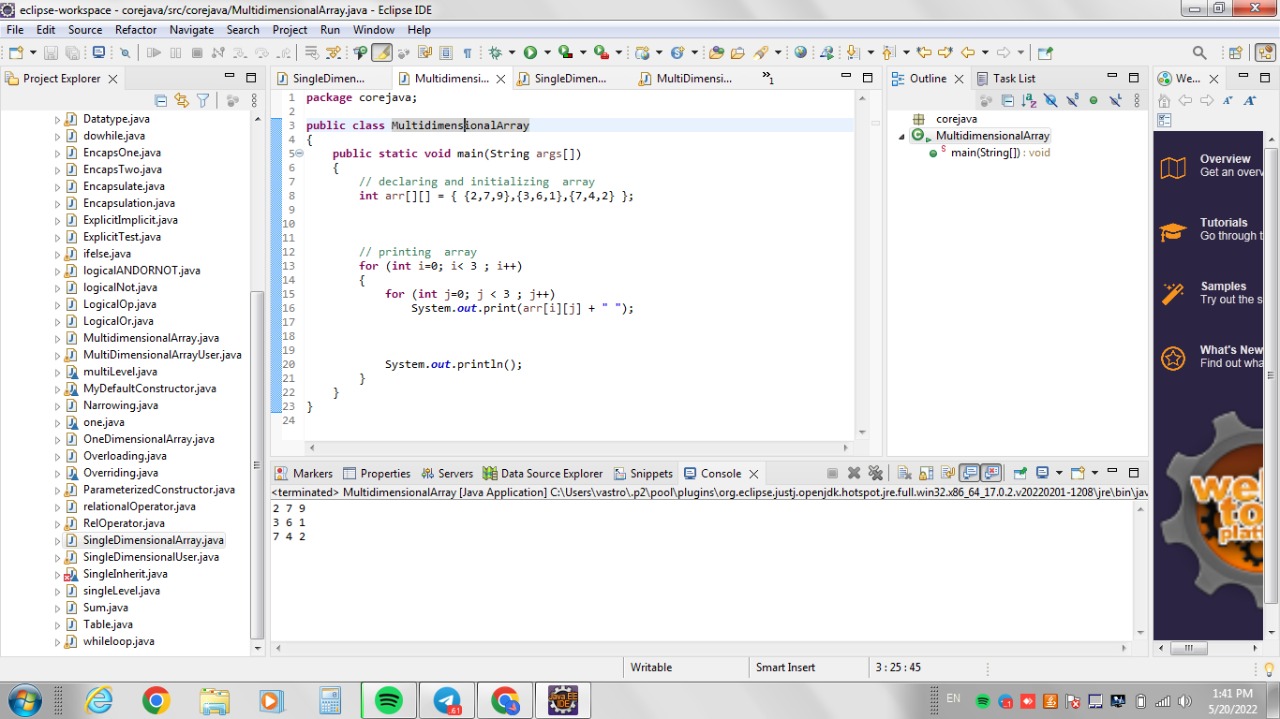 eclipse-workspace - corejava/src/corejava/MultidimensionalArray.java - Eclipse IDE
File Edit Source Refactor Navigate Search Project Run Window Help
Project Explorer
Datatype.java
dowhile.java
EncapsOne.java
EncapsTwo.java
Encapsulate.java
Encapsulation.java
ExplicitImplicit.java
ExplicitTest.java
ifelse.java
logicalANDORNOT.java
logicalNot.java
LogicalOp.java
LogicalOr.java
MultidimensionalArray.java
MultiDimensionalArrayUser.java
multiLevel.java
MyDefaultConstructor.java
Narrowing.java
one.java
OneDimensionalArray.java
Overloading.java
Overriding.java
ParameterizedConstructor.java
relationalOperator.java
RelOperator.java
SingleDimensionalArray.java
SingleDimensionalUser.java
SingleInherit.java
singleLevel.java
Sum.java
Table.java
whileloop.java
SingleDimen... Multidimensi... SingleDimen... MultiDimensi... »1
1 package corejava;
2
3 public class MultidimensionalArray
4 {
5 public static void main(String args[])
6 {
7 // declaring and initializing  array
8 int arr[][] = { {2,7,9},{3,6,1},{7,4,2} };
9
10
11
12 // printing  array
13 for (int i=0; i< 3 ; i++)
14 {
15 for (int j=0; j < 3 ; j++)
16 System.out.print(arr[i][j] + " ");
17
18
19
20 System.out.println();
21 }
22 }
23 }
24
Outline Task List
corejava
MultidimensionalArray
main(String[]) : void
We...
Overview
Get an overv
Tutorials
Go through t
Samples
Try out the s
What's New
Find out wha
Markers Properties Servers Data Source Explorer Snippets Console
<terminated> MultidimensionalArray [Java Application] C:\Users\vastro\.p2\pool\plugins\org.eclipse.justj.openjdk.hotspot.jre.full.win32.x86_64_17.0.2.v20220201-1208\jre\bin\jav
2 7 9
3 6 1
7 4 2
Writable Smart Insert 3 : 25 : 45
.61
Java EE
IDE
EN
1:41 PM
5/20/2022